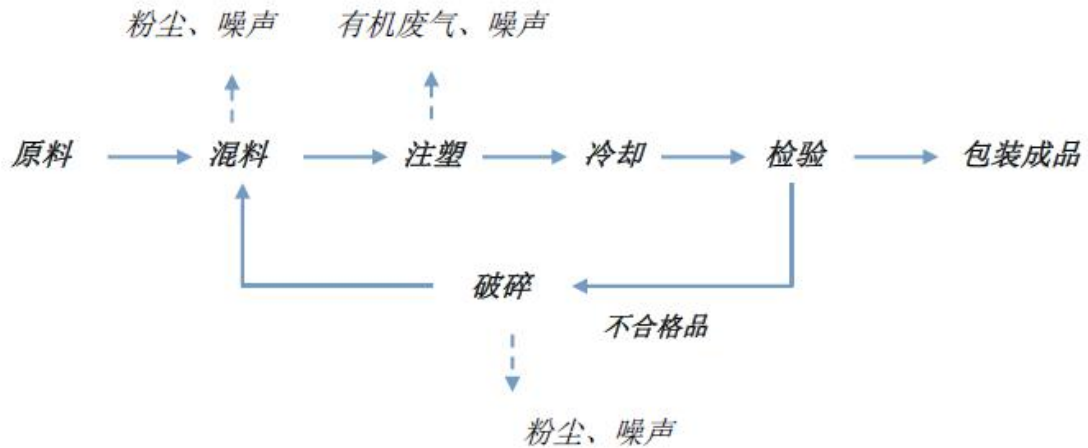 粉尘、噪声 有机废气、噪声
原料 混料 注塑 冷却 检验 包装成品
破碎
不合格品
粉尘、噪声